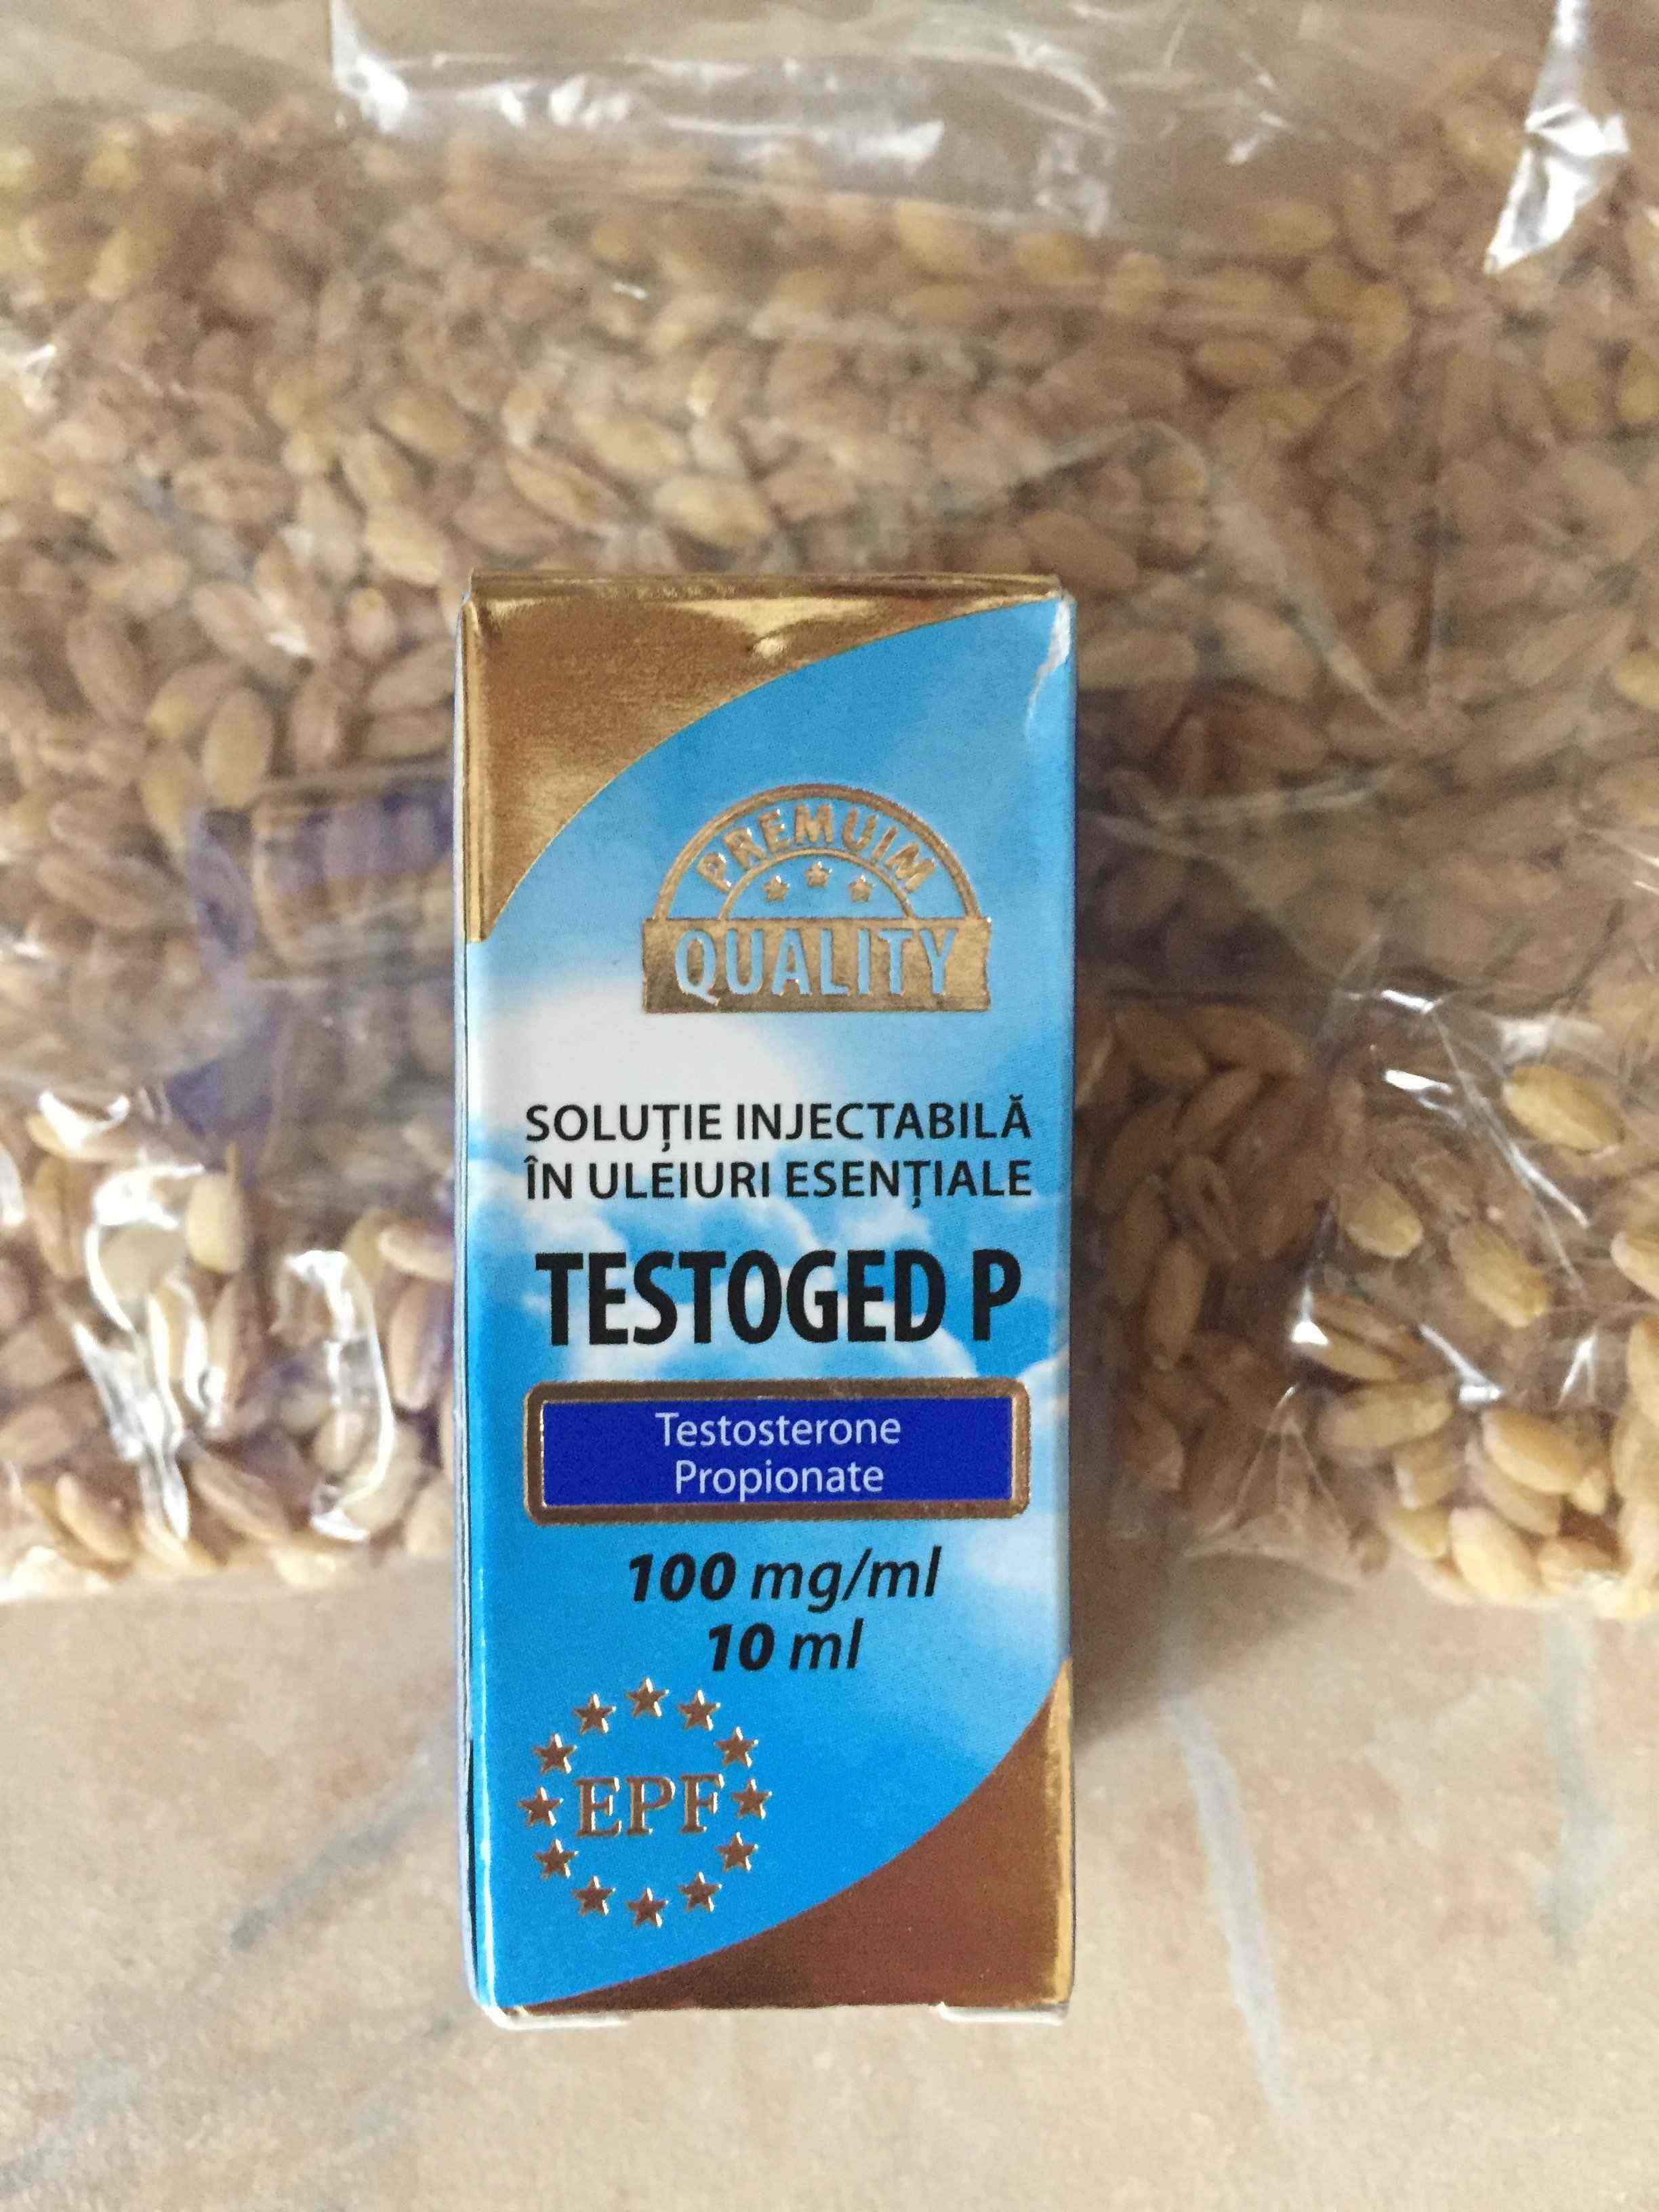 PREMUIM
QUALITY
SOLUȚIE INJECTABILĂ
ÎN ULEIURI ESENȚIALE
TESTOGED P
Testosterone
Propionate
100 mg/ml
10 ml
EPF